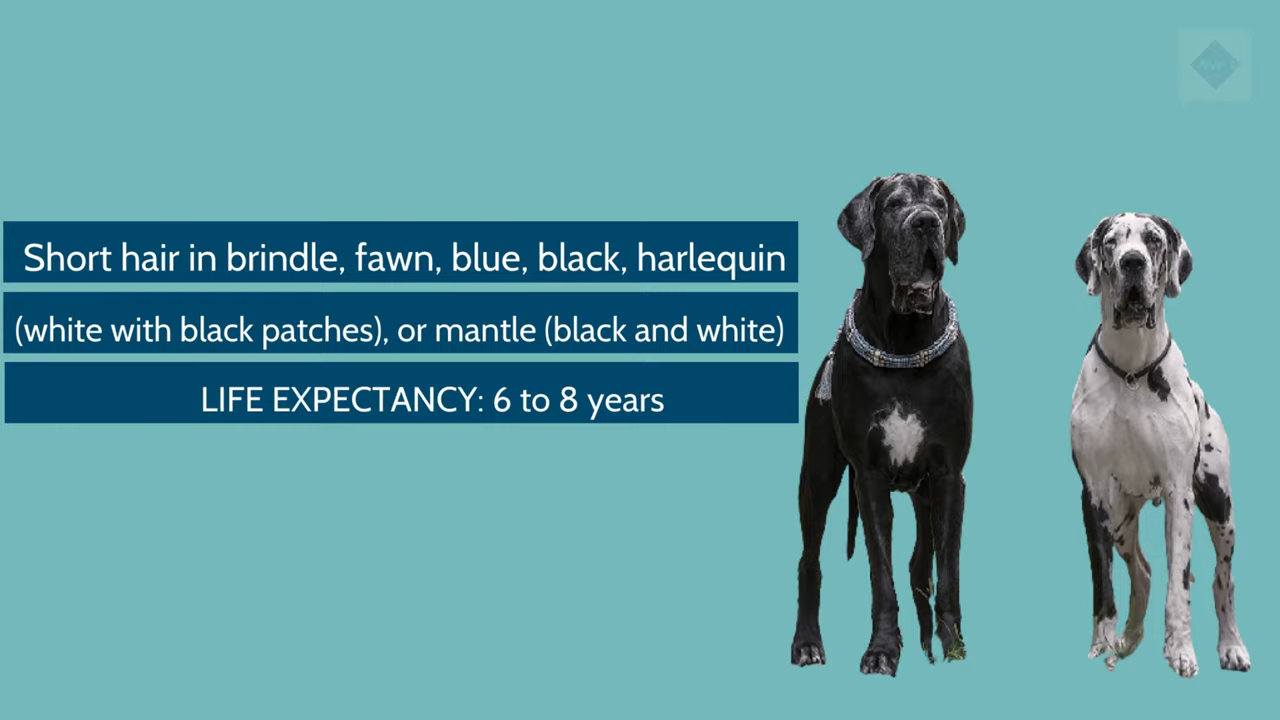 Short hair in brindle, fawn, blue, black, harlequin
(white with black patches), or mantle (black and white)
LIFE EXPECTANCY: 6 to 8 years